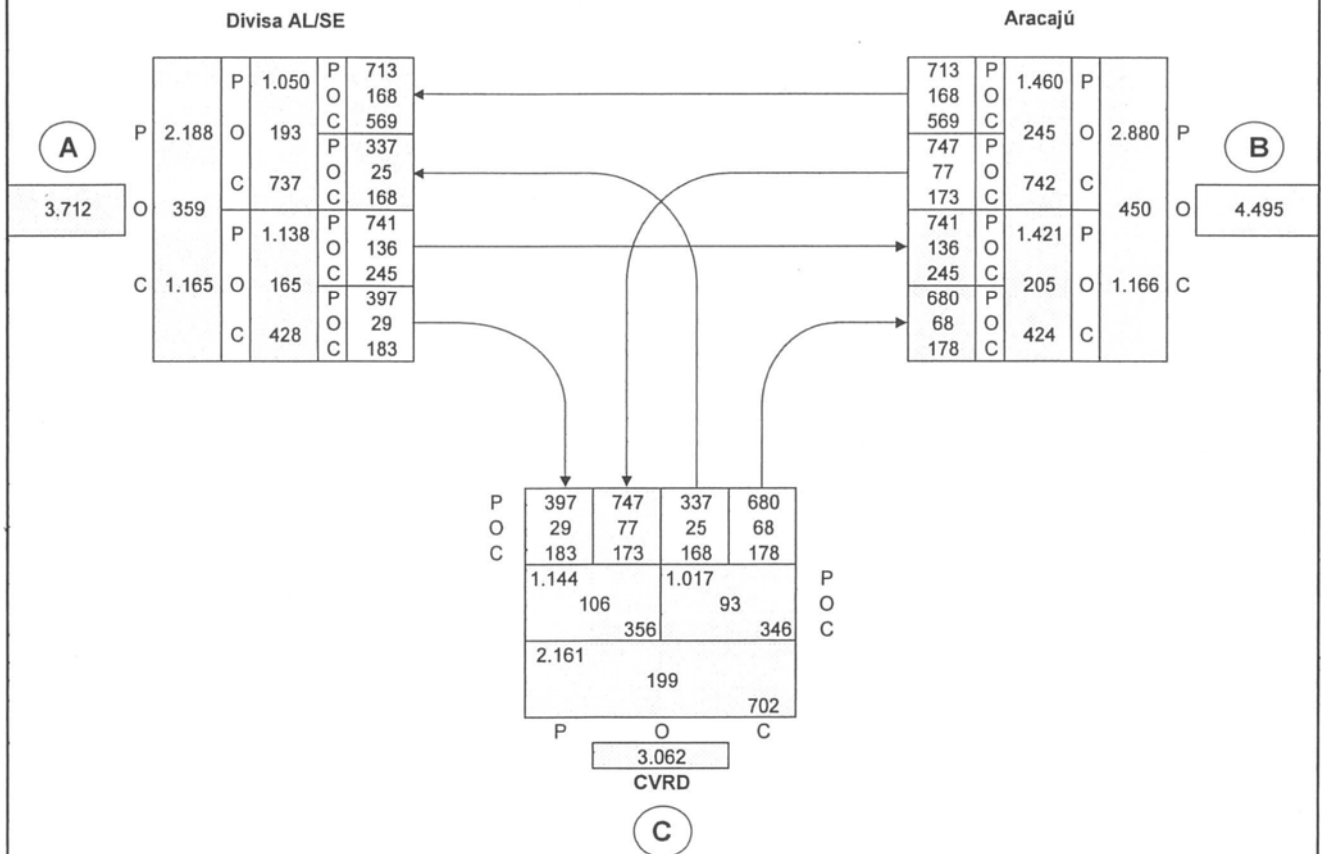 Divisa AL/SE Aracajú
P 713 713 P
P 1.050 O 168 168 O 1.460 P
C 569 569 C
A P 2.188 O 193 P 337 747 P 245 O 2.880 P B
C 737 O 25 77 O 742 C
C 168 173 C
3.712 O 359 450 O 4.495
P 1.138 P 741 741 P 1.421 P
O 136 136 O
C 1.165 O 165 C 245 245 C 205 O 1.166 C
P 397 680 P
C 428 O 29 68 O 424 C
C 183 178 C
P 397 747 337 680
O 29 77 25 68
C 183 173 168 178
1.144 1.017 P
106 93 O
356 346 C
2.161
199
702
P O C
3.062
CVRD
C